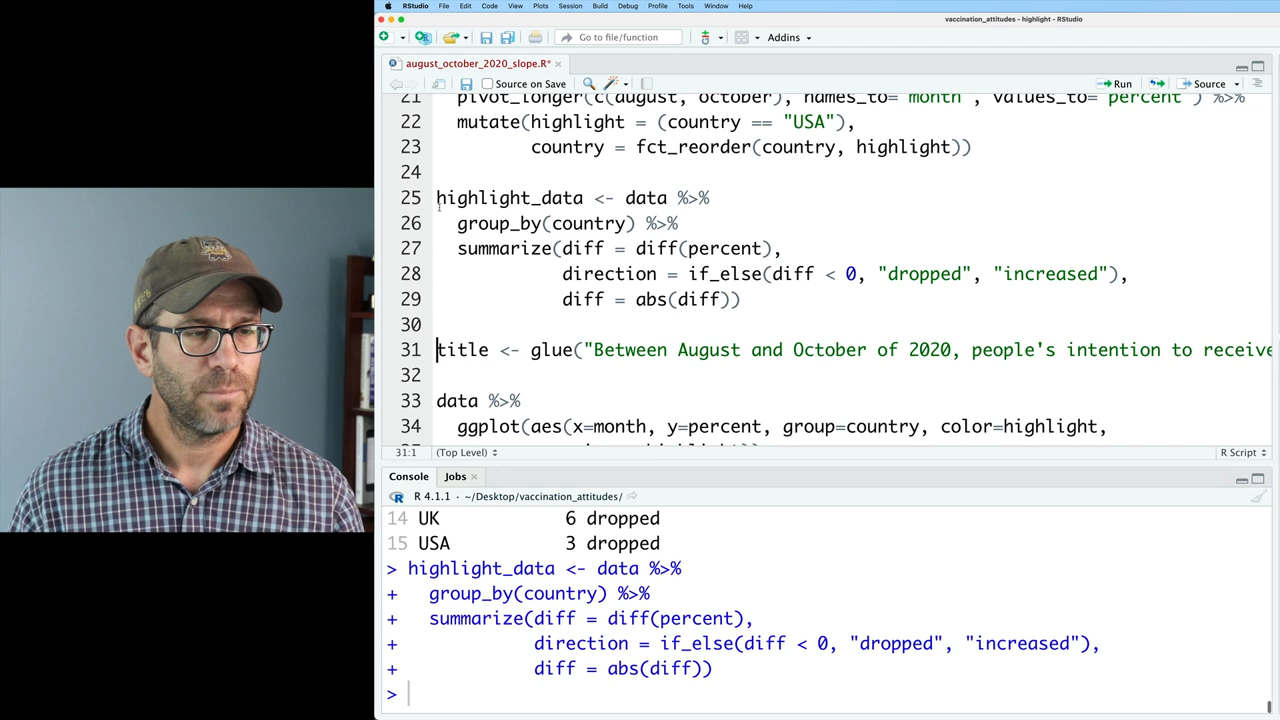 RStudio File Edit Code View Plots Session Build Debug Profile Tools Window Help
vaccination_attitudes - highlight - RStudio
Go to file/function Addins
august_october_2020_slope.R*
Source on Save Run Source
21 pivot_longer(c(august, october), names_to="month", values_to="percent") %>%
22 mutate(highlight = (country == "USA"),
23 country = fct_reorder(country, highlight))
24
25 highlight_data <- data %>%
26 group_by(country) %>%
27 summarize(diff = diff(percent),
28 direction = if_else(diff < 0, "dropped", "increased"),
29 diff = abs(diff))
30
31 title <- glue("Between August and October of 2020, people's intention to receive
32
33 data %>%
34 ggplot(aes(x=month, y=percent, group=country, color=highlight,
31:1 (Top Level) R Script
Console Jobs
R 4.1.1 · ~/Desktop/vaccination_attitudes/
14 UK 6 dropped
15 USA 3 dropped
> highlight_data <- data %>%
+ group_by(country) %>%
+ summarize(diff = diff(percent),
+ direction = if_else(diff < 0, "dropped", "increased"),
+ diff = abs(diff))
>